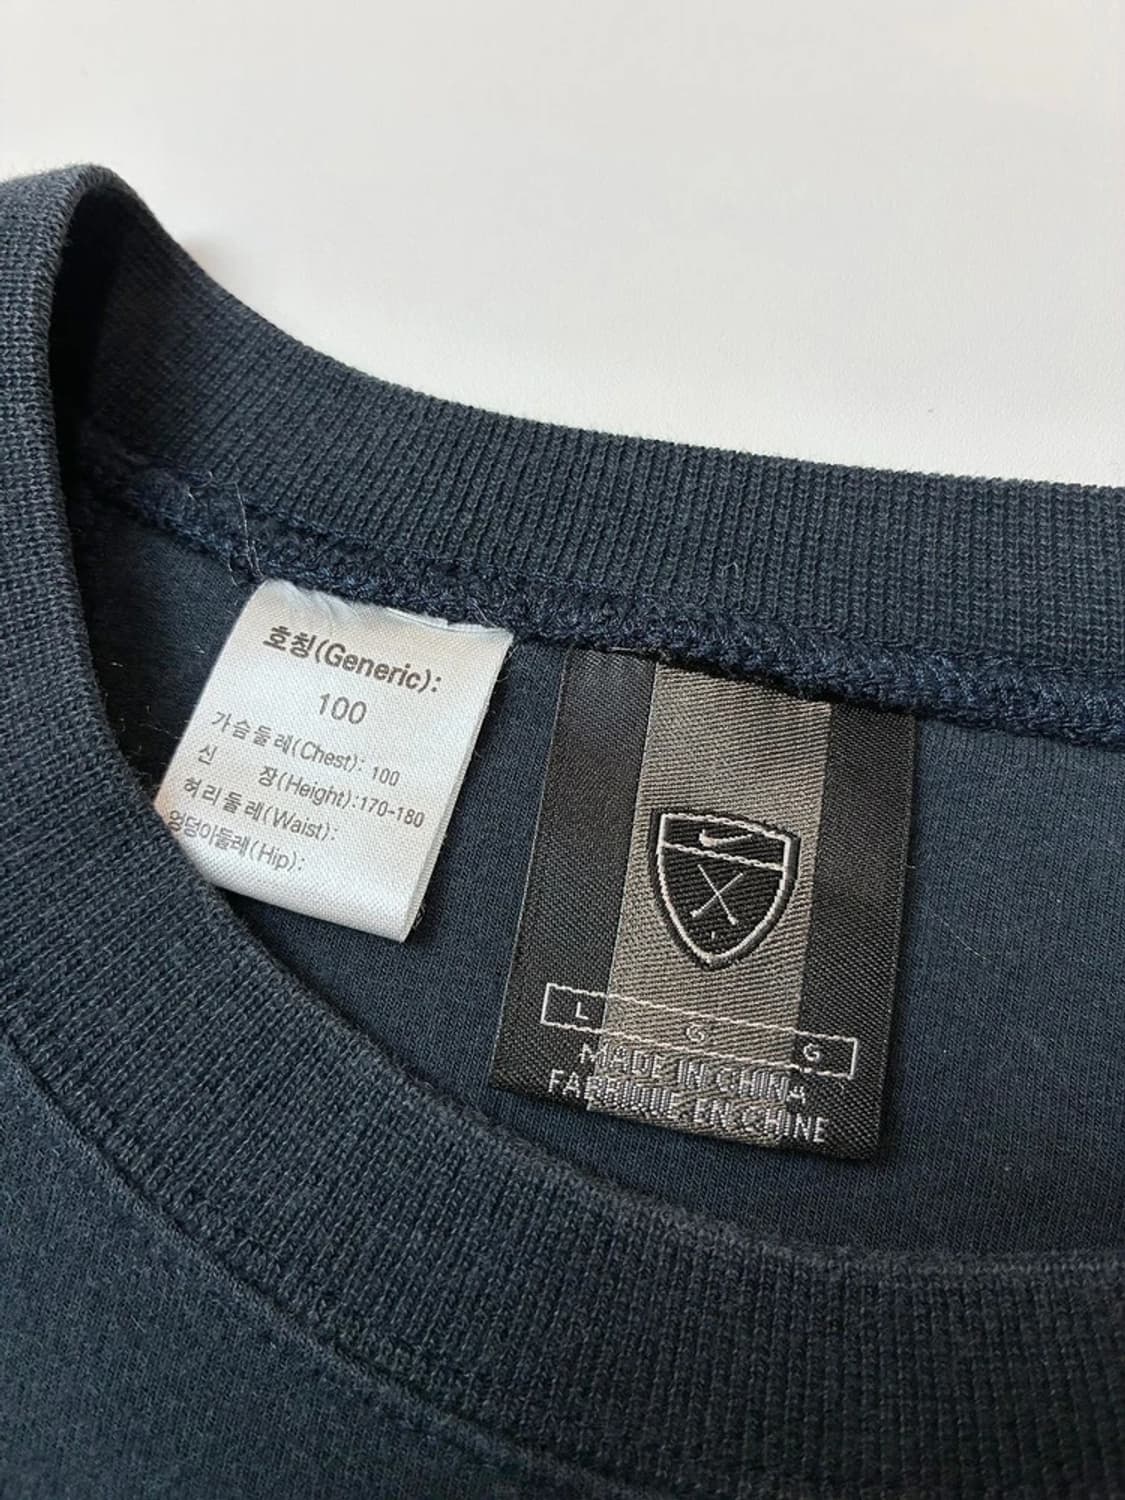 호칭(Generic):
100
가슴둘레(Chest): 100
신 장(Height):170-180
허리둘레(Waist):
엉덩이둘레(Hip):
L G G
MADE IN CHINA
FABRIQUE EN CHINE